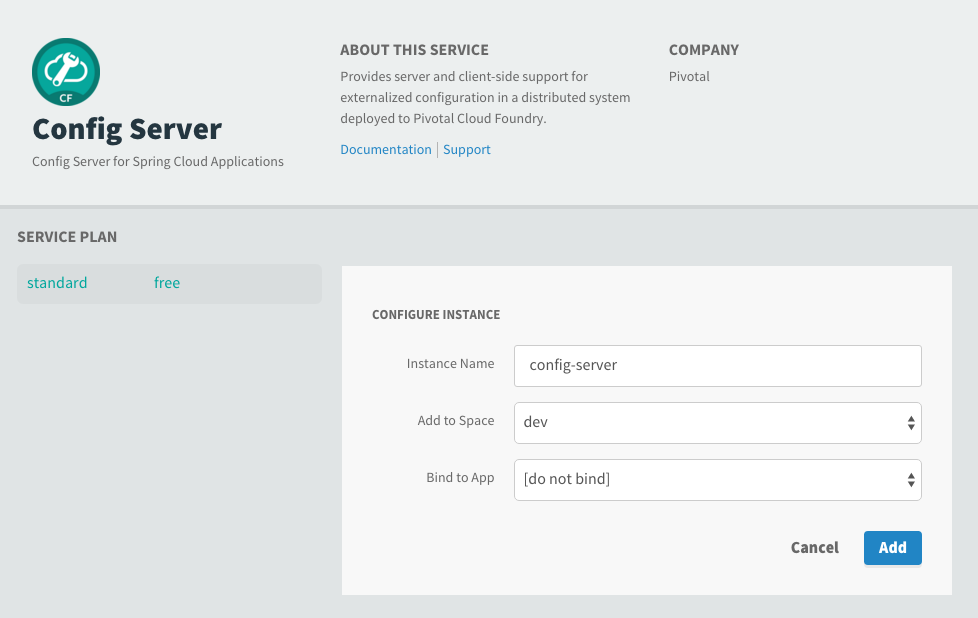 CF
Config Server
Config Server for Spring Cloud Applications
ABOUT THIS SERVICE
Provides server and client-side support for
externalized configuration in a distributed system
deployed to Pivotal Cloud Foundry.
Documentation | Support
COMPANY
Pivotal
SERVICE PLAN
standard free
CONFIGURE INSTANCE
Instance Name config-server
Add to Space dev
Bind to App [do not bind]
Cancel Add